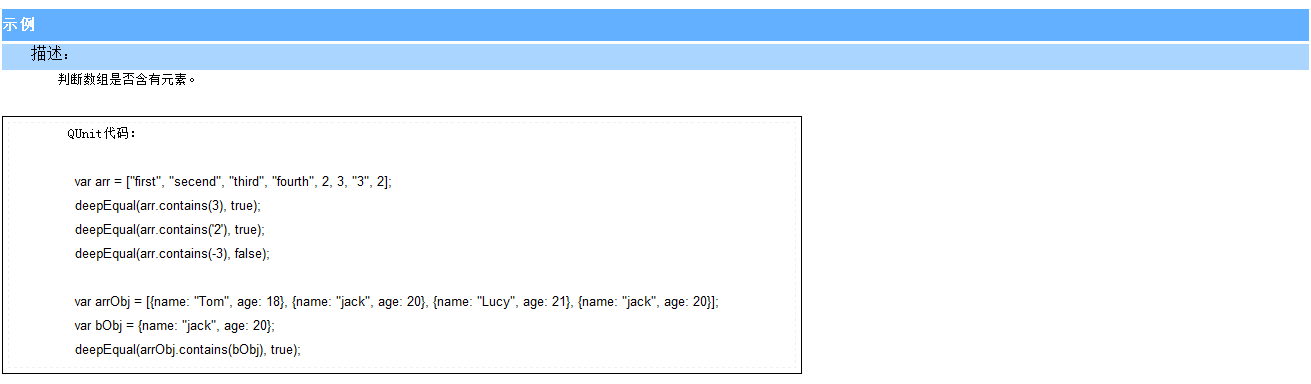 示例
描述：
判断数组是否含有元素。
QUnit代码：
var arr = ["first", "secend", "third", "fourth", 2, 3, "3", 2];
deepEqual(arr.contains(3), true);
deepEqual(arr.contains('2'), true);
deepEqual(arr.contains(-3), false);
var arrObj = [{name: "Tom", age: 18}, {name: "jack", age: 20}, {name: "Lucy", age: 21}, {name: "jack", age: 20}];
var bObj = {name: "jack", age: 20};
deepEqual(arrObj.contains(bObj), true);